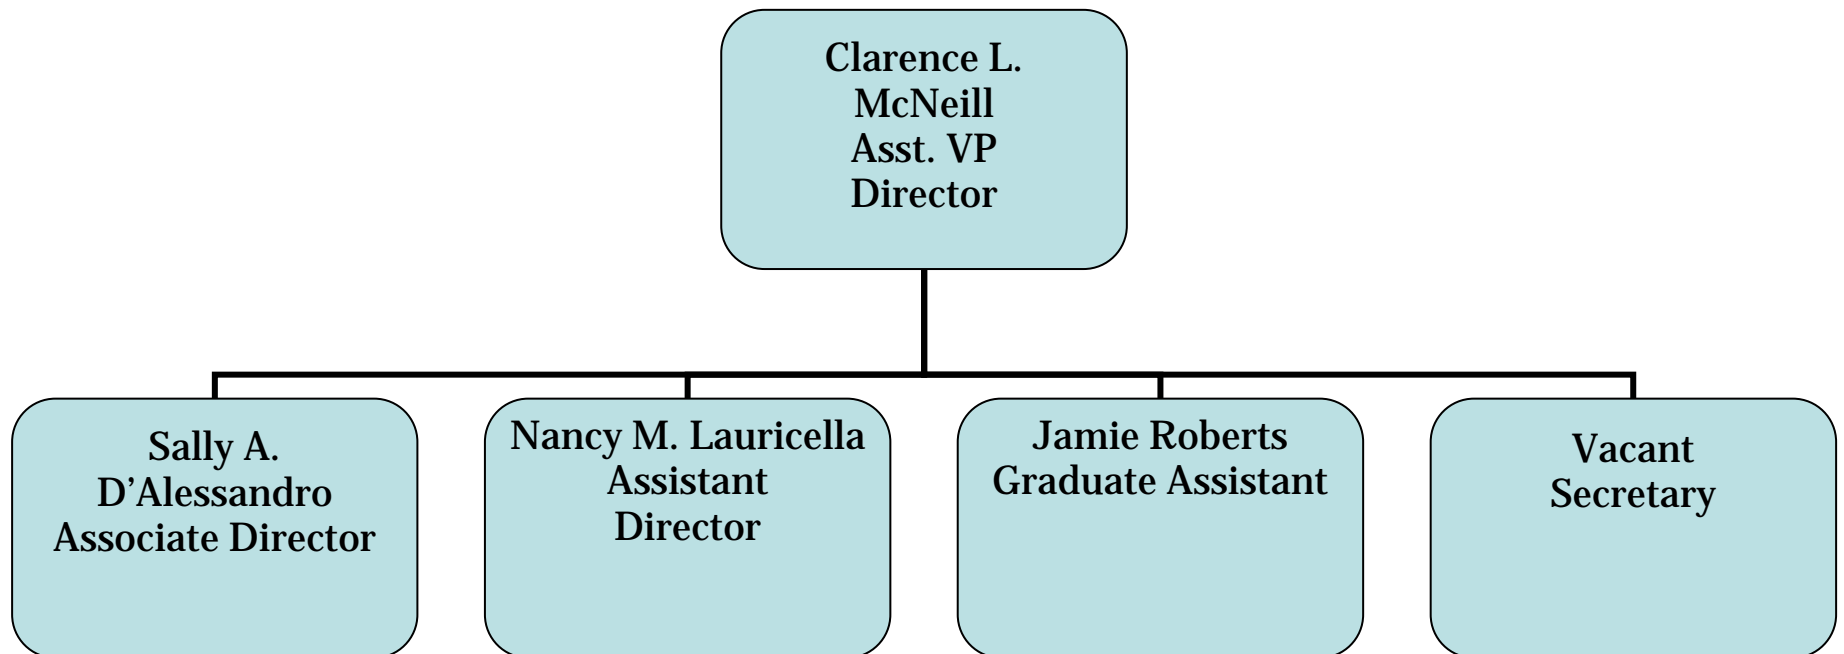 Clarence L.
McNeill
Asst. VP
Director
Sally A.
D’Alessandro
Associate Director
Nancy M. Lauricella
Assistant
Director
Jamie Roberts
Graduate Assistant
Vacant
Secretary